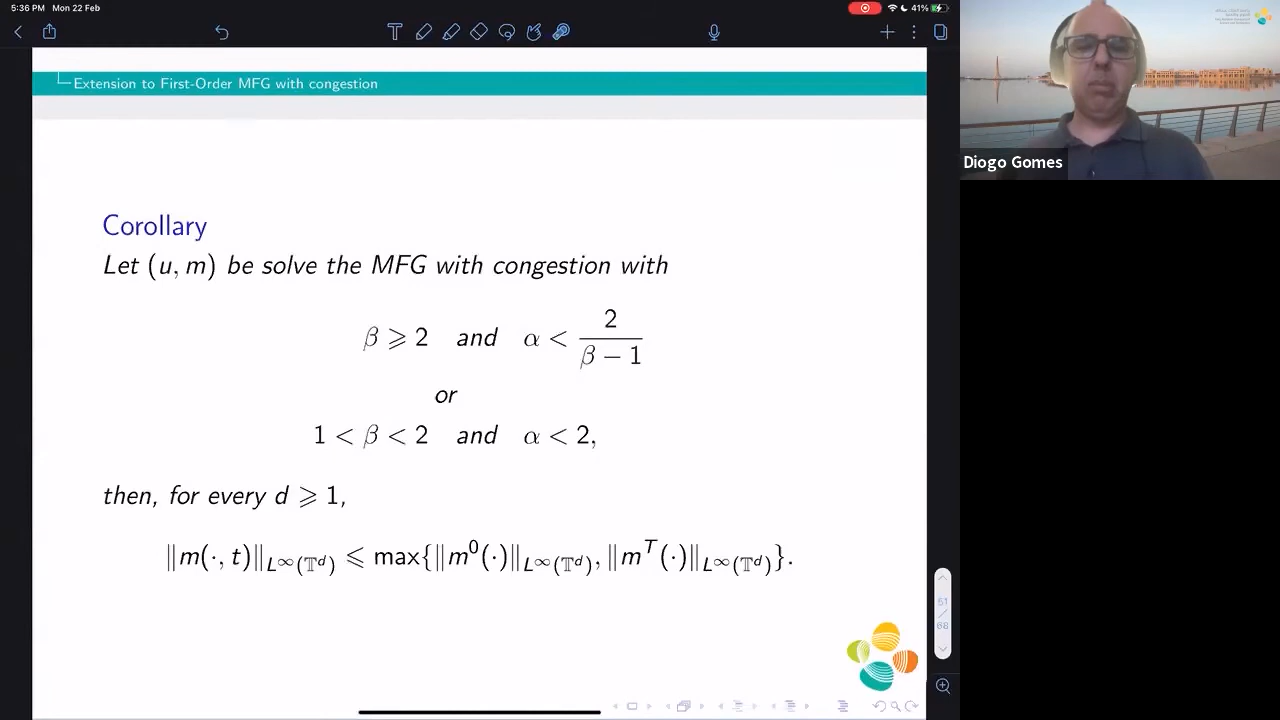 5:36 PM Mon 22 Feb
41%
Extension to First-Order MFG with congestion
Diogo Gomes
Corollary
Let (u, m) be solve the MFG with congestion with
β ⩾ 2 and α < 2 / (β − 1)
or
1 < β < 2 and α < 2,
then, for every d ⩾ 1,
‖m(·, t)‖_{L^∞(𝕋^d)} ⩽ max{‖m^0(·)‖_{L^∞(𝕋^d)}, ‖m^T(·)‖_{L^∞(𝕋^d)}}.
51
/
68